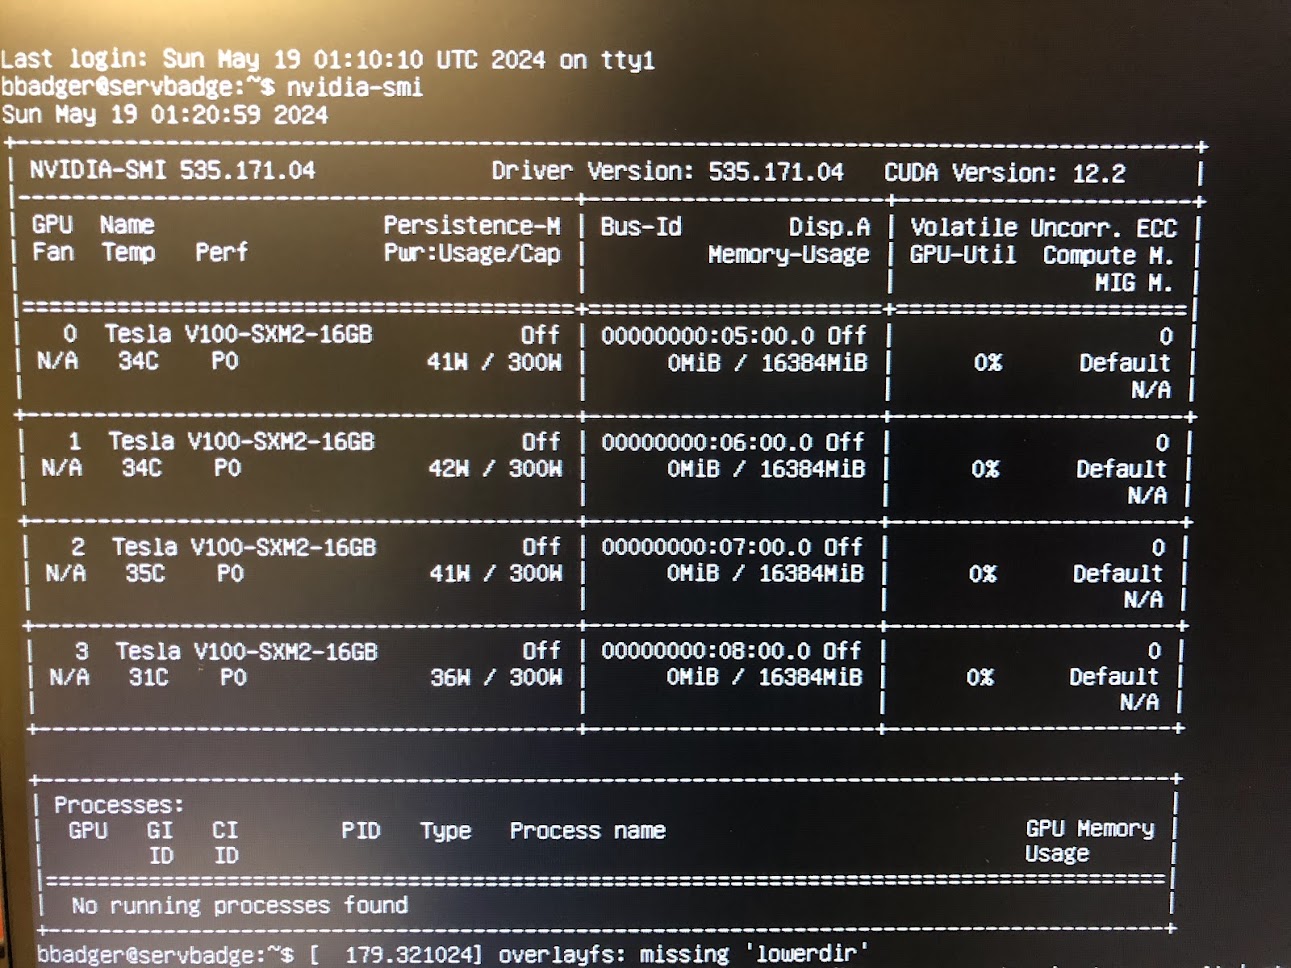 Last login: Sun May 19 01:10:10 UTC 2024 on tty1
bbadger@servbadge:~$ nvidia-smi
Sun May 19 01:20:59 2024
+---------------------------------------------------------------------------------------+
| NVIDIA-SMI 535.171.04             Driver Version: 535.171.04   CUDA Version: 12.2     |
|-----------------------------------------+----------------------+----------------------+
| GPU  Name                 Persistence-M | Bus-Id        Disp.A | Volatile Uncorr. ECC |
| Fan  Temp   Perf          Pwr:Usage/Cap |         Memory-Usage | GPU-Util  Compute M. |
|                                         |                      |               MIG M. |
|=========================================+======================+======================|
|   0  Tesla V100-SXM2-16GB           Off | 00000000:05:00.0 Off |                    0 |
| N/A   34C    P0              41W / 300W |      0MiB / 16384MiB |      0%      Default |
|                                         |                      |                  N/A |
+-----------------------------------------+----------------------+----------------------+
|   1  Tesla V100-SXM2-16GB           Off | 00000000:06:00.0 Off |                    0 |
| N/A   34C    P0              42W / 300W |      0MiB / 16384MiB |      0%      Default |
|                                         |                      |                  N/A |
+-----------------------------------------+----------------------+----------------------+
|   2  Tesla V100-SXM2-16GB           Off | 00000000:07:00.0 Off |                    0 |
| N/A   35C    P0              41W / 300W |      0MiB / 16384MiB |      0%      Default |
|                                         |                      |                  N/A |
+-----------------------------------------+----------------------+----------------------+
|   3  Tesla V100-SXM2-16GB           Off | 00000000:08:00.0 Off |                    0 |
| N/A   31C    P0              36W / 300W |      0MiB / 16384MiB |      0%      Default |
|                                         |                      |                  N/A |
+-----------------------------------------+----------------------+----------------------+
+---------------------------------------------------------------------------------------+
| Processes:                                                                            |
|  GPU   GI   CI        PID   Type   Process name                            GPU Memory |
|        ID   ID                                                             Usage      |
|=======================================================================================|
|  No running processes found                                                           |
+---------------------------------------------------------------------------------------+
bbadger@servbadge:~$ [  179.321024] overlayfs: missing 'lowerdir'